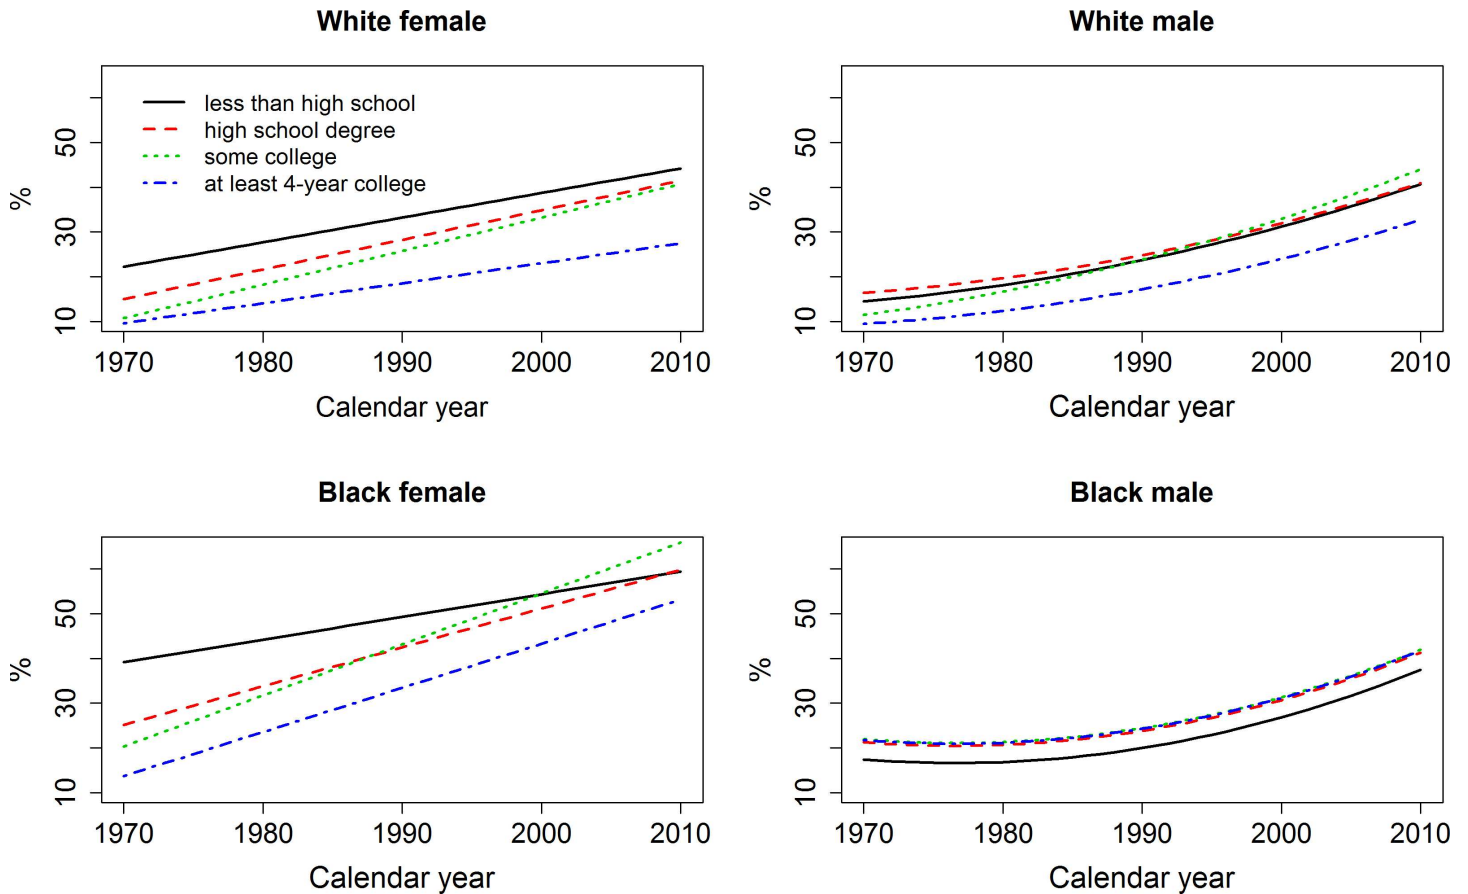 White female
less than high school
high school degree
some college
at least 4-year college
%
50
30
10
1970 1980 1990 2000 2010
Calendar year
White male
%
50
30
10
1970 1980 1990 2000 2010
Calendar year
Black female
%
50
30
10
1970 1980 1990 2000 2010
Calendar year
Black male
%
50
30
10
1970 1980 1990 2000 2010
Calendar year